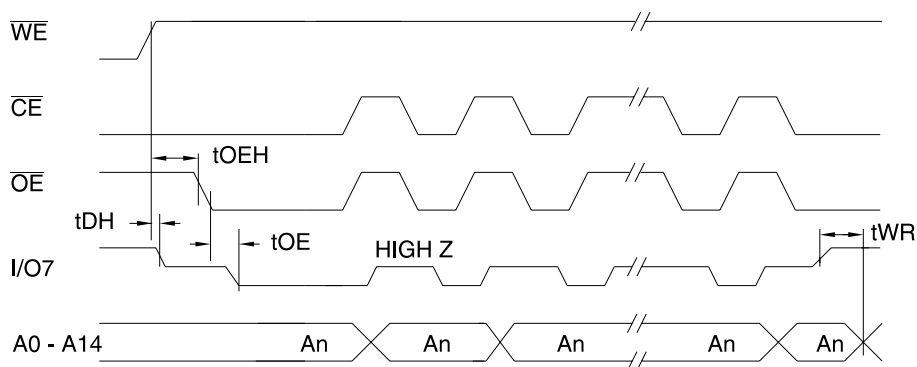 WE
CE
tOEH
OE
tDH
tOE
tWR
HIGH Z
I/O7
A0 - A14 An An An An An